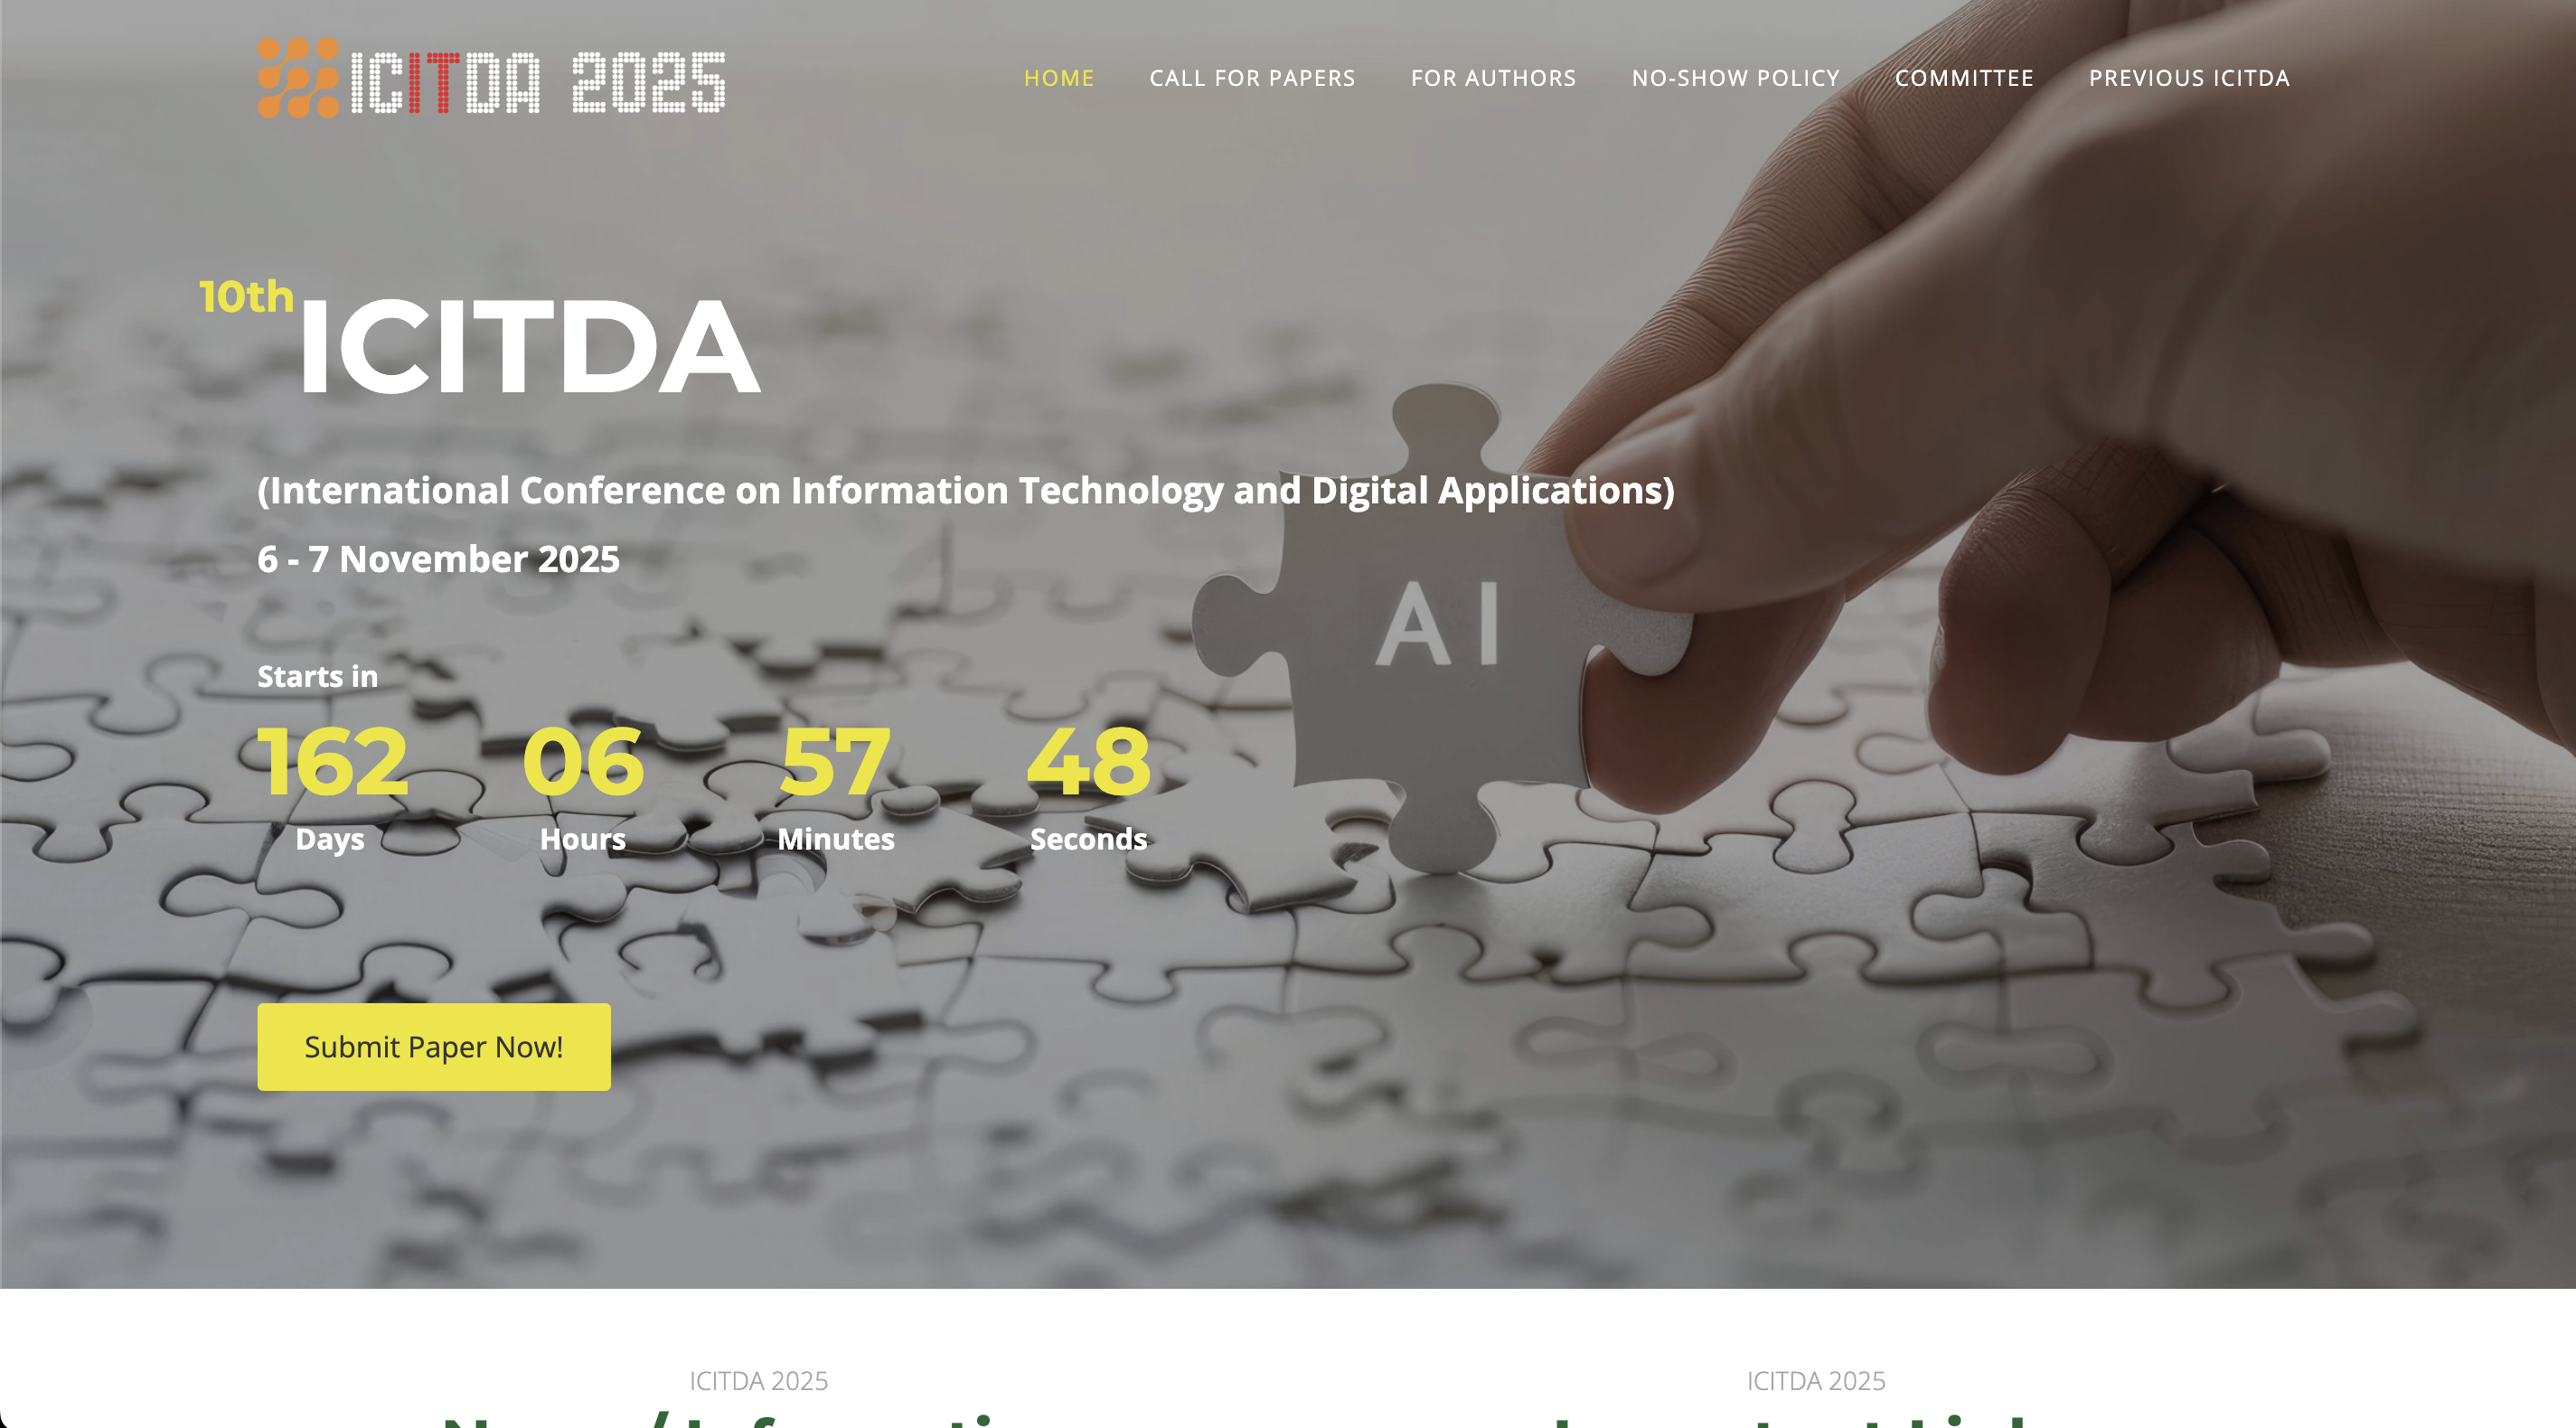 ICITDA 2025
HOME CALL FOR PAPERS FOR AUTHORS NO-SHOW POLICY COMMITTEE PREVIOUS ICITDA
10th ICITDA
(International Conference on Information Technology and Digital Applications)
6 - 7 November 2025
AI
Starts in
162 06 57 48
Days Hours Minutes Seconds
Submit Paper Now!
ICITDA 2025
ICITDA 2025